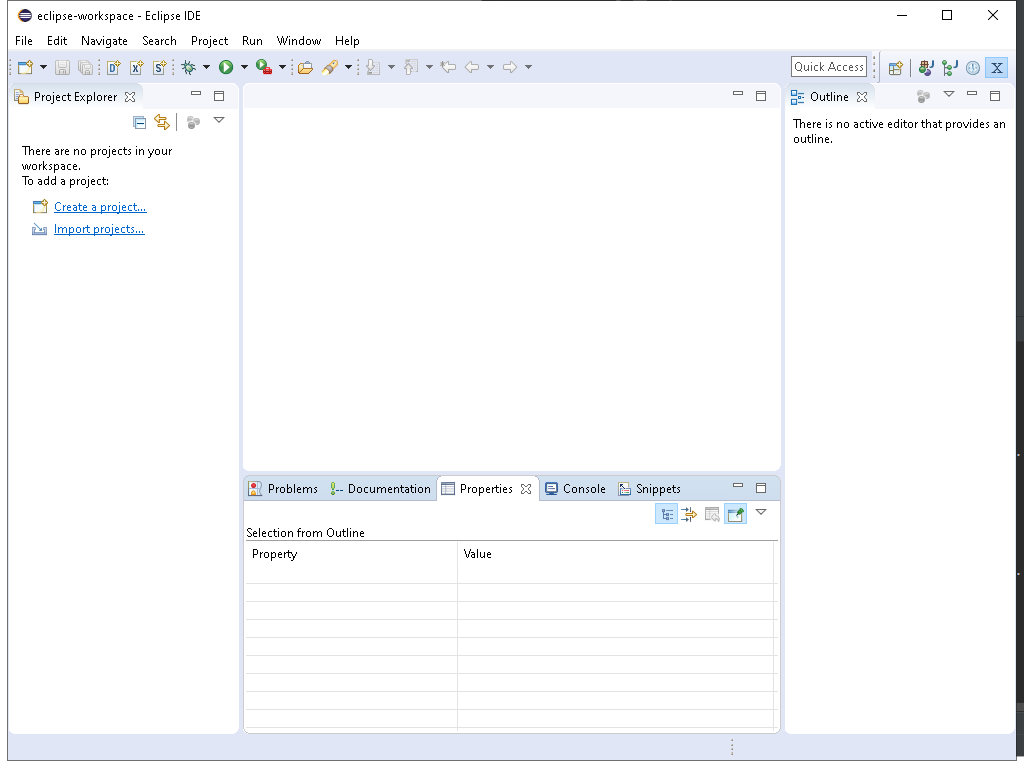 eclipse-workspace - Eclipse IDE
File Edit Navigate Search Project Run Window Help
D X S Quick Access X
Project Explorer
Outline
There are no projects in your
workspace.
To add a project:
Create a project...
Import projects...
There is no active editor that provides an
outline.
Problems Documentation Properties Console Snippets
Selection from Outline
Property Value